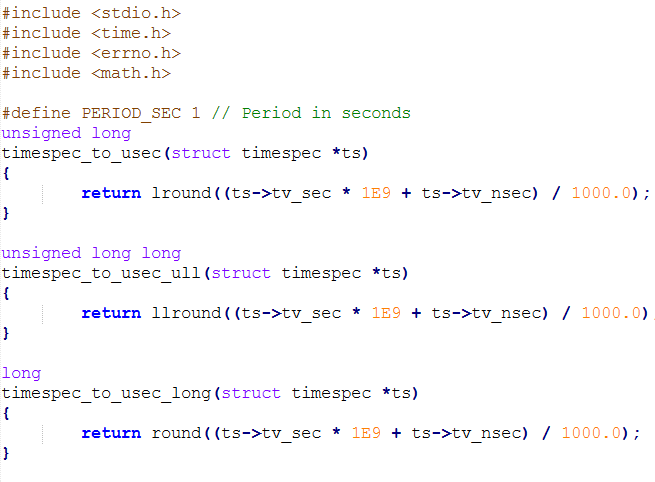 #include <stdio.h>
#include <time.h>
#include <errno.h>
#include <math.h>
#define PERIOD_SEC 1 // Period in seconds
unsigned long
timespec_to_usec(struct timespec *ts)
{
return lround((ts->tv_sec * 1E9 + ts->tv_nsec) / 1000.0);
}
unsigned long long
timespec_to_usec_ull(struct timespec *ts)
{
return llround((ts->tv_sec * 1E9 + ts->tv_nsec) / 1000.0)
}
long
timespec_to_usec_long(struct timespec *ts)
{
return round((ts->tv_sec * 1E9 + ts->tv_nsec) / 1000.0);
}